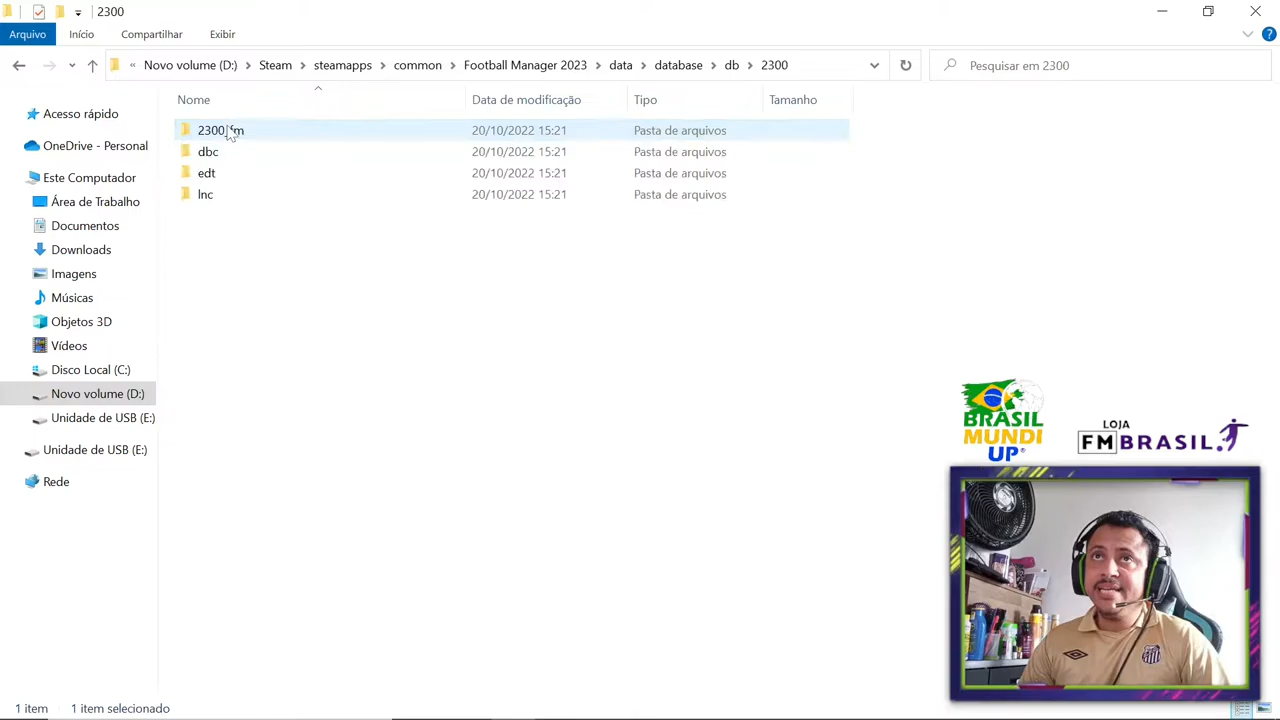 2300
Arquivo Início Compartilhar Exibir
« Novo volume (D:) > Steam > steamapps > common > Football Manager 2023 > data > database > db > 2300
Pesquisar em 2300
Nome Data de modificação Tipo Tamanho
2300 fm 20/10/2022 15:21 Pasta de arquivos
dbc 20/10/2022 15:21 Pasta de arquivos
edt 20/10/2022 15:21 Pasta de arquivos
lnc 20/10/2022 15:21 Pasta de arquivos
Acesso rápido
OneDrive - Personal
Este Computador
Área de Trabalho
Documentos
Downloads
Imagens
Músicas
Objetos 3D
Vídeos
Disco Local (C:)
Novo volume (D:)
Unidade de USB (E:)
Unidade de USB (E:)
Rede
BRASIL
MUNDI
UP®
LOJA
FMBRASIL.
1 item 1 item selecionado